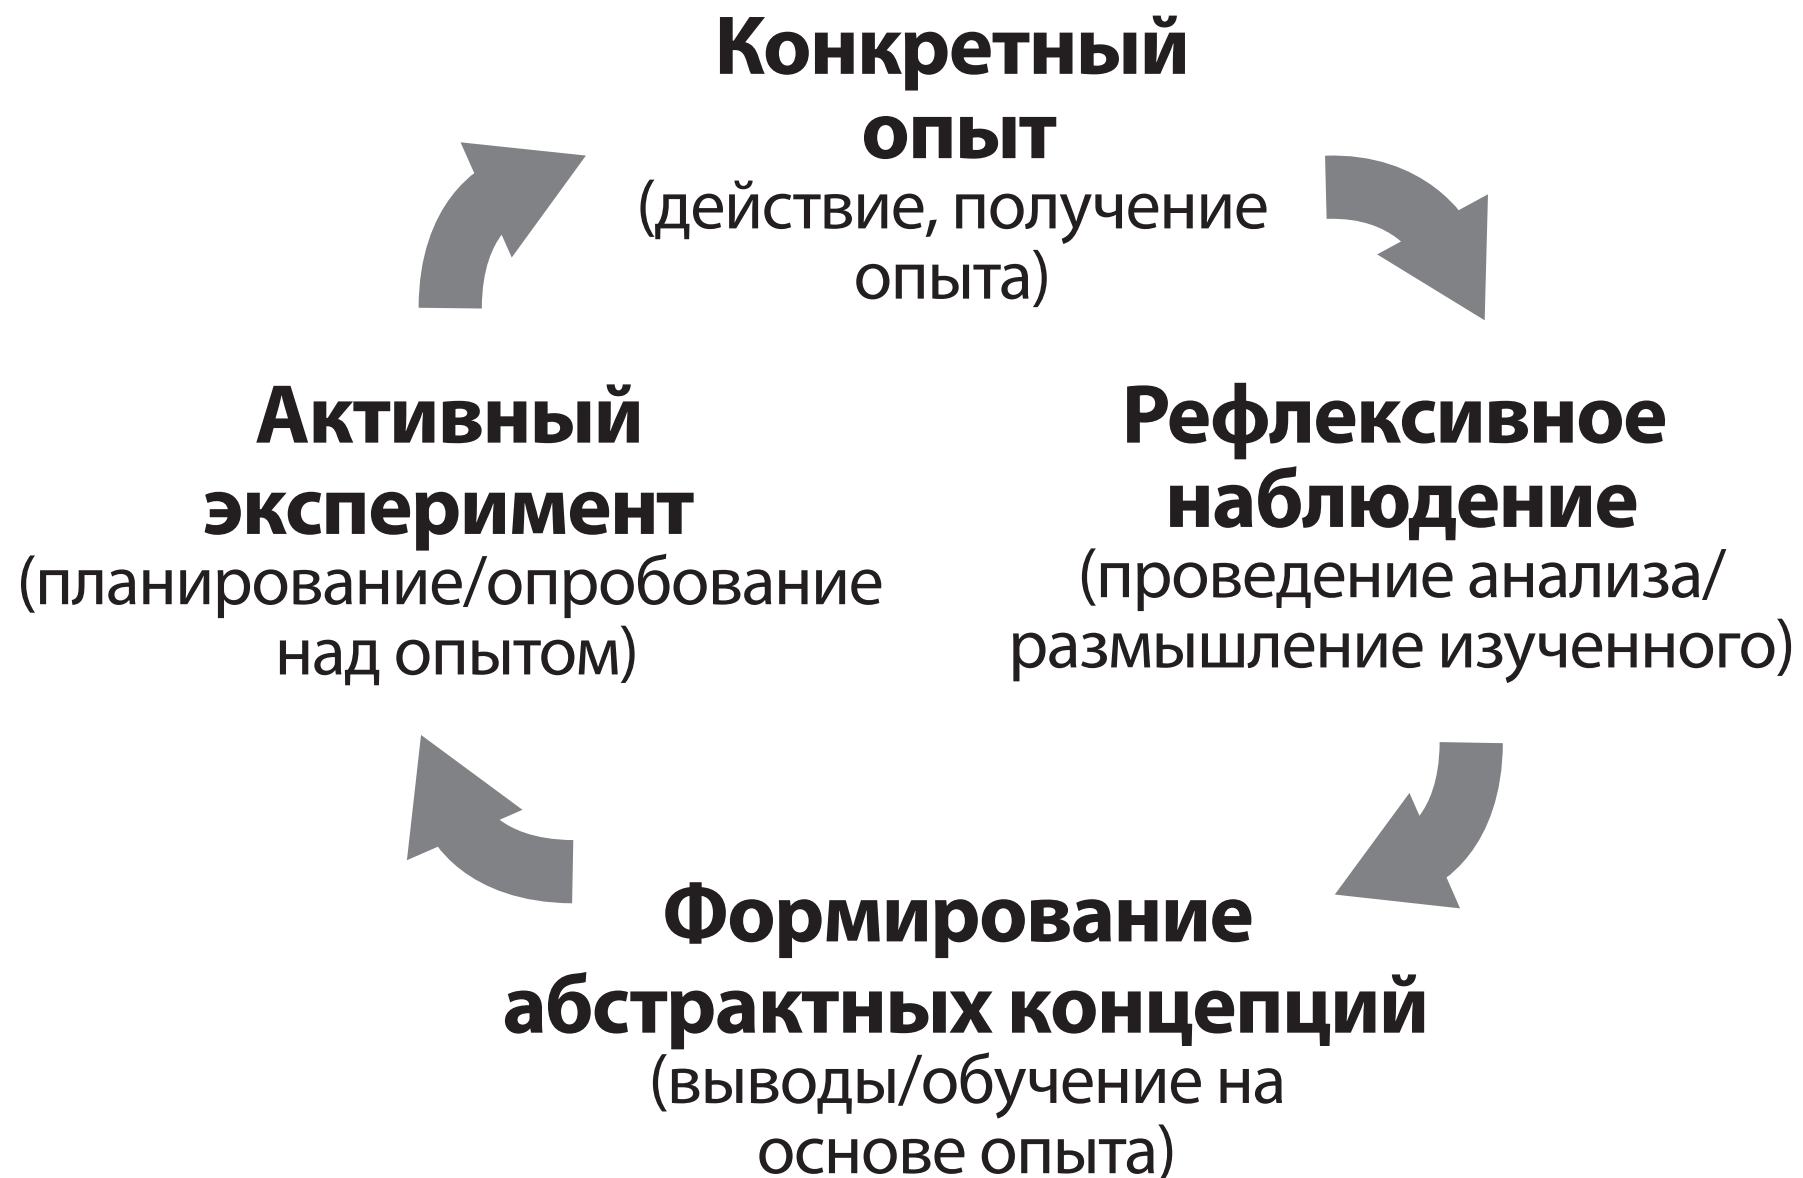 Конкретный
опыт
(действие, получение
опыта)
Активный
эксперимент
(планирование/опробование
над опытом)
Рефлексивное
наблюдение
(проведение анализа/
размышление изученного)
Формирование
абстрактных концепций
(выводы/обучение на
основе опыта)